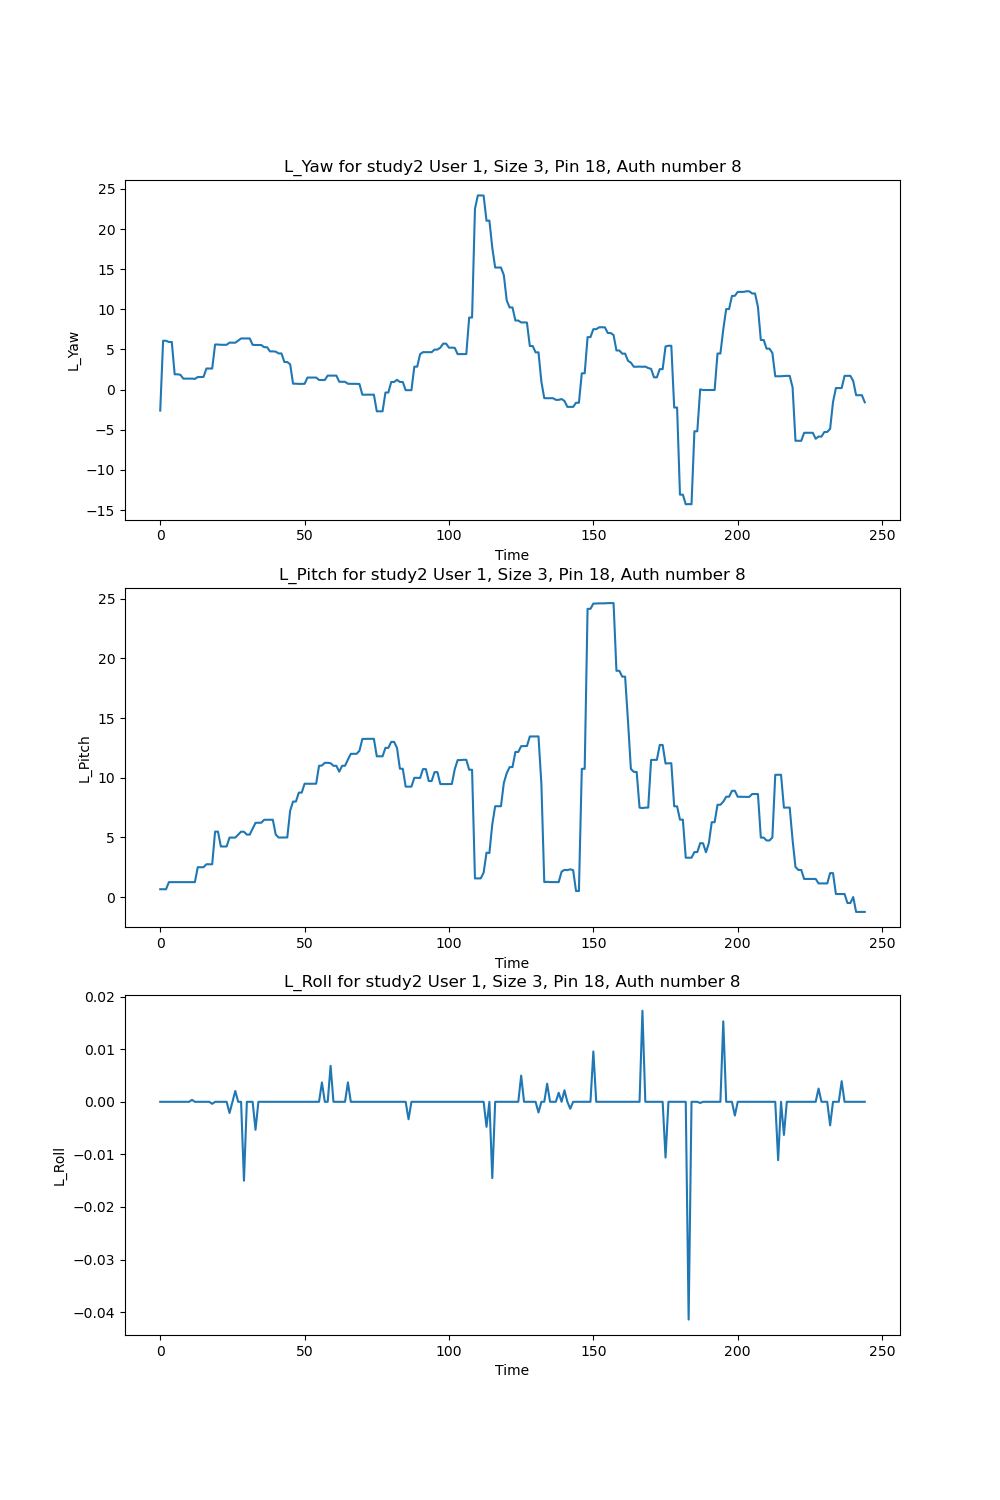 L_Yaw for study2 User 1, Size 3, Pin 18, Auth number 8
25
20
15
10
5
0
−5
−10
−15
L_Yaw
0 50 100 150 200 250
Time
L_Pitch for study2 User 1, Size 3, Pin 18, Auth number 8
25
20
15
10
5
0
L_Pitch
0 50 100 150 200 250
Time
L_Roll for study2 User 1, Size 3, Pin 18, Auth number 8
0.02
0.01
0.00
−0.01
−0.02
−0.03
−0.04
L_Roll
0 50 100 150 200 250
Time